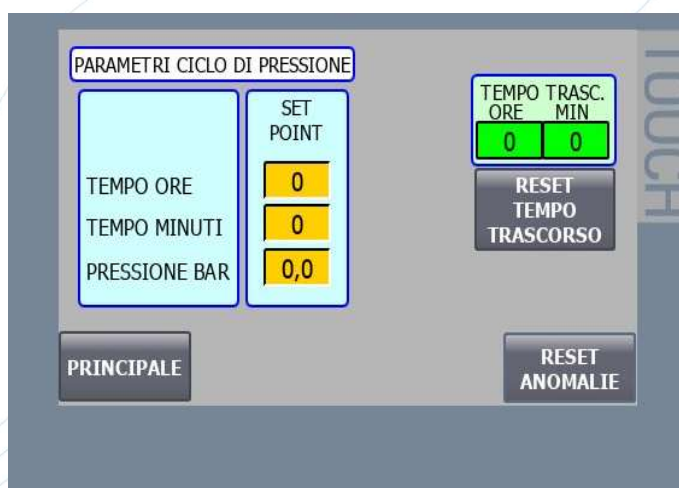 PARAMETRI CICLO DI PRESSIONE
SET
POINT
TEMPO ORE
0
TEMPO MINUTI
0
PRESSIONE BAR
0,0
TEMPO TRASC.
ORE MIN
0 0
RESET
TEMPO
TRASCORSO
TOUCH
PRINCIPALE
RESET
ANOMALIE